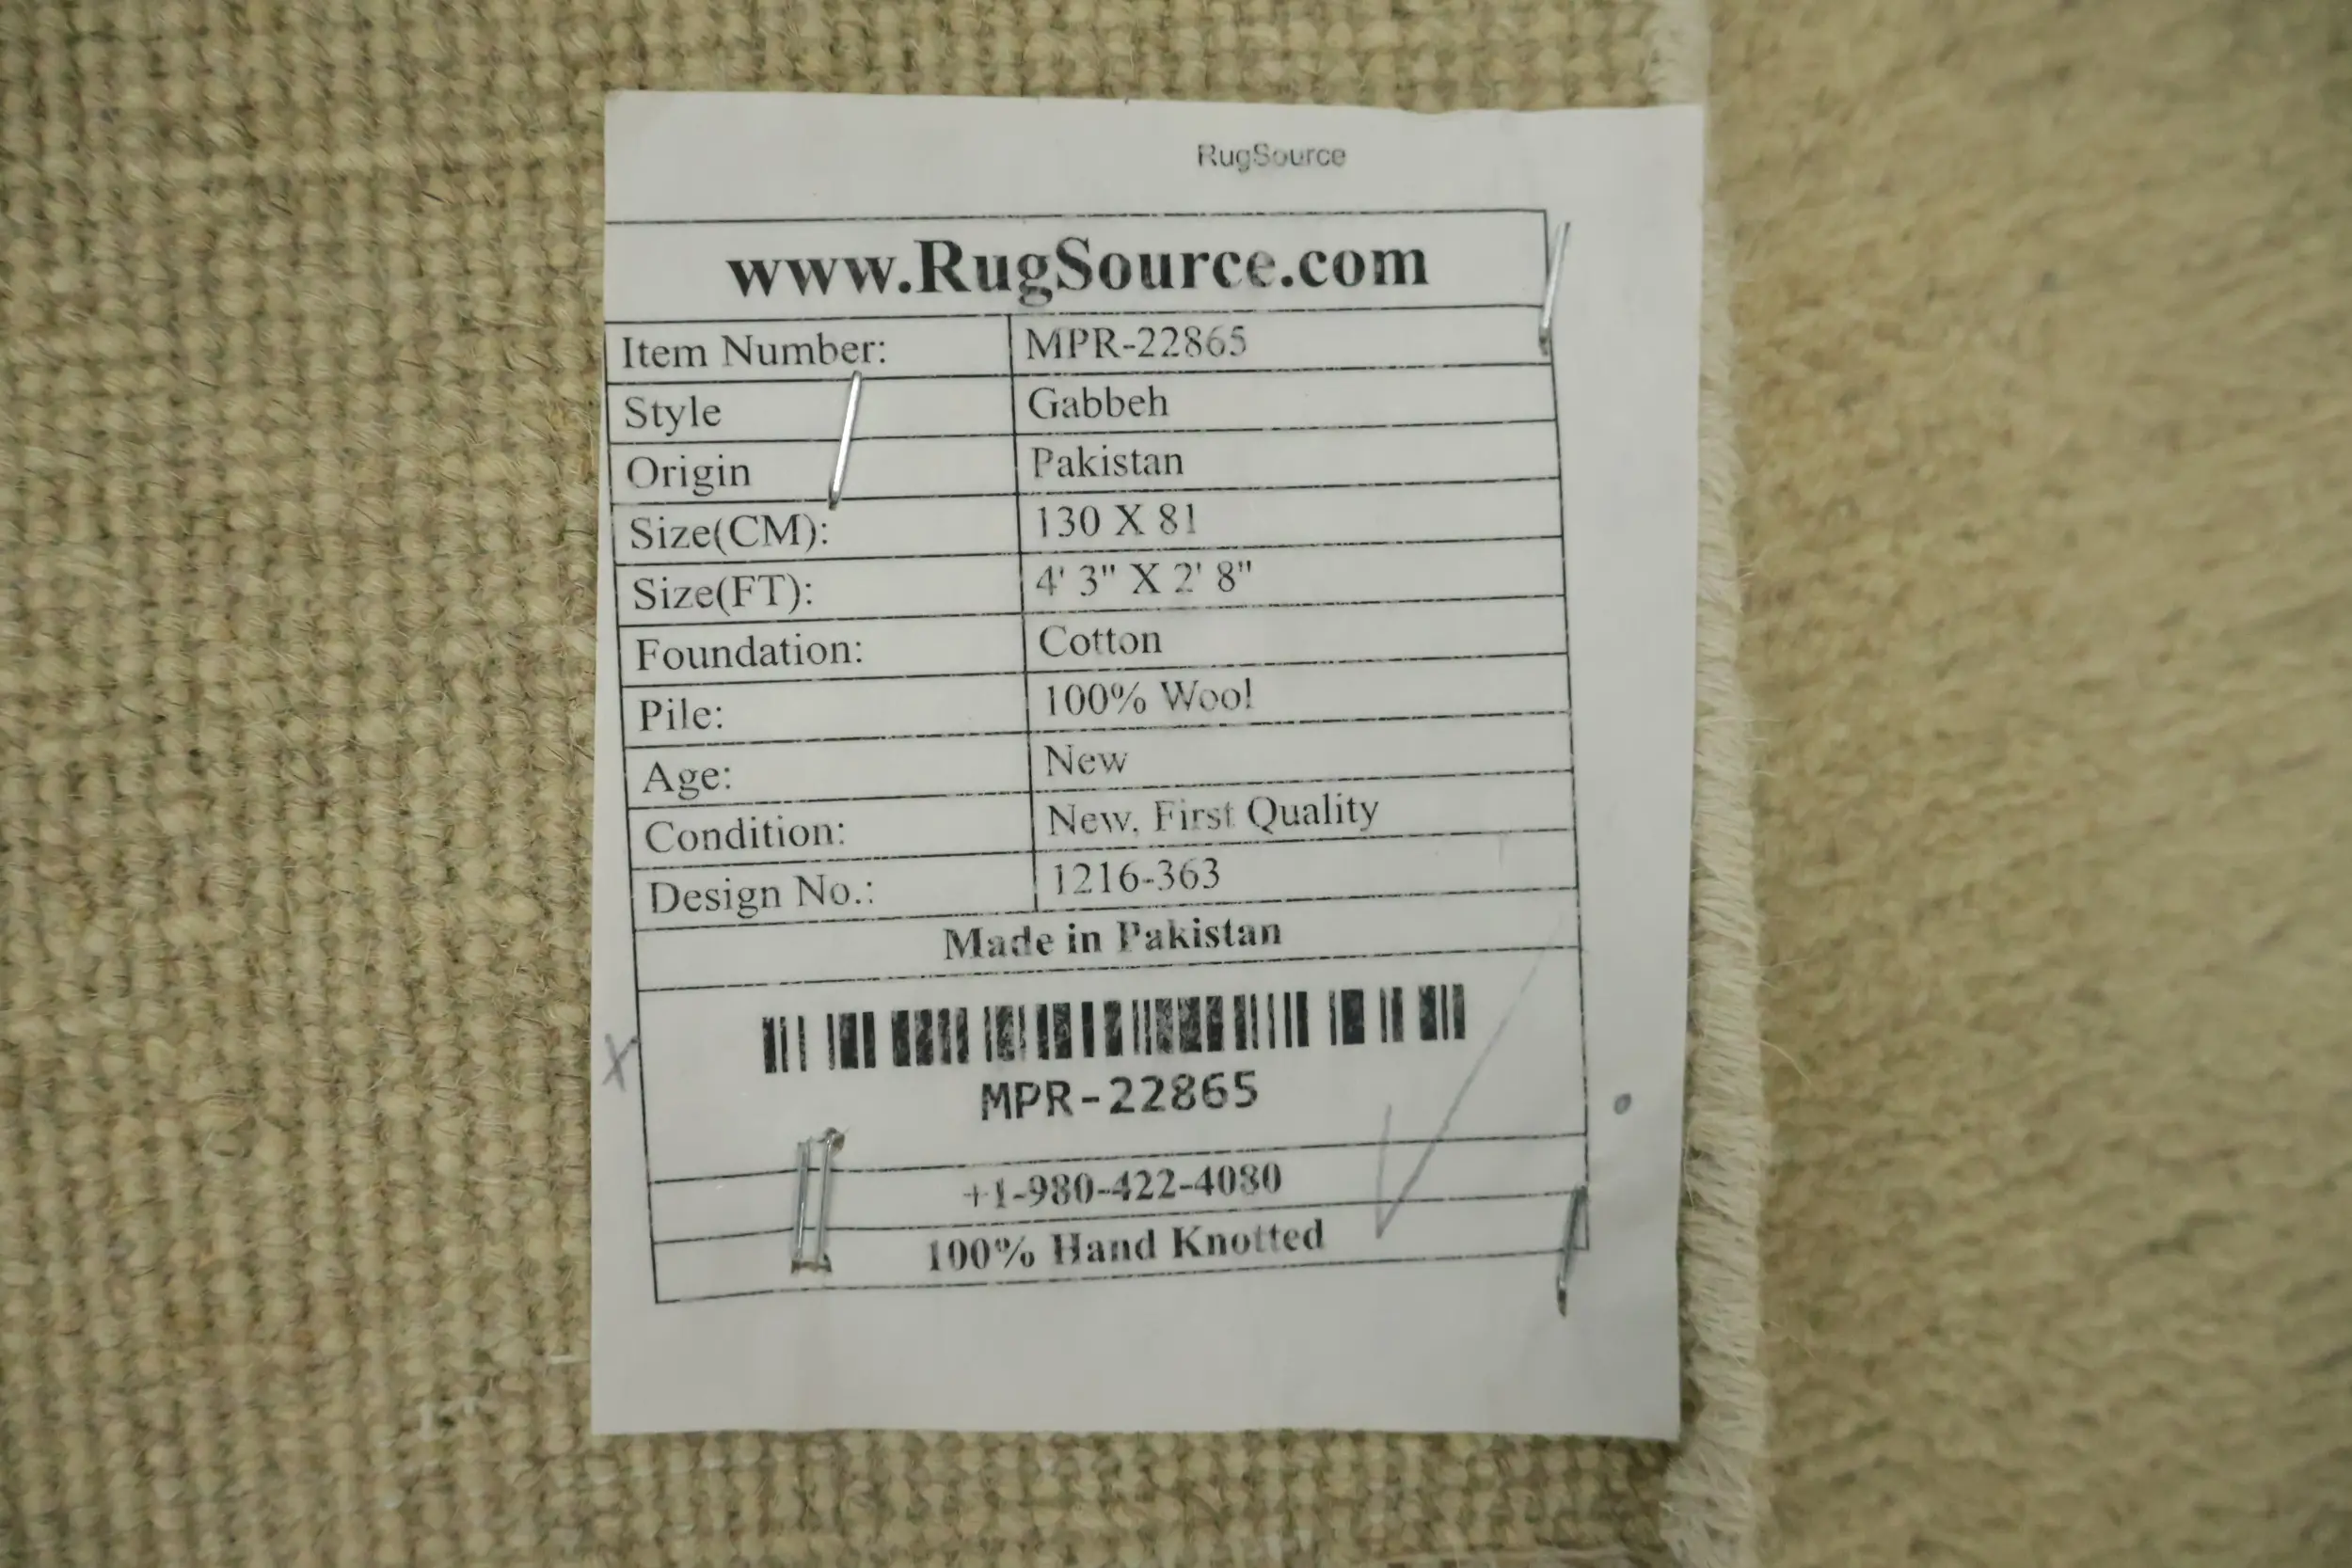 RugSource
www.RugSource.com
Item Number: MPR-22865
Style Gabbeh
Origin Pakistan
Size(CM): 130 X 81
Size(FT): 4' 3" X 2' 8"
Foundation: Cotton
Pile: 100% Wool
Age: New
Condition: New, First Quality
Design No.: 1216-363
Made in Pakistan
MPR-22865
X
+1-980-422-4080
100% Hand Knotted